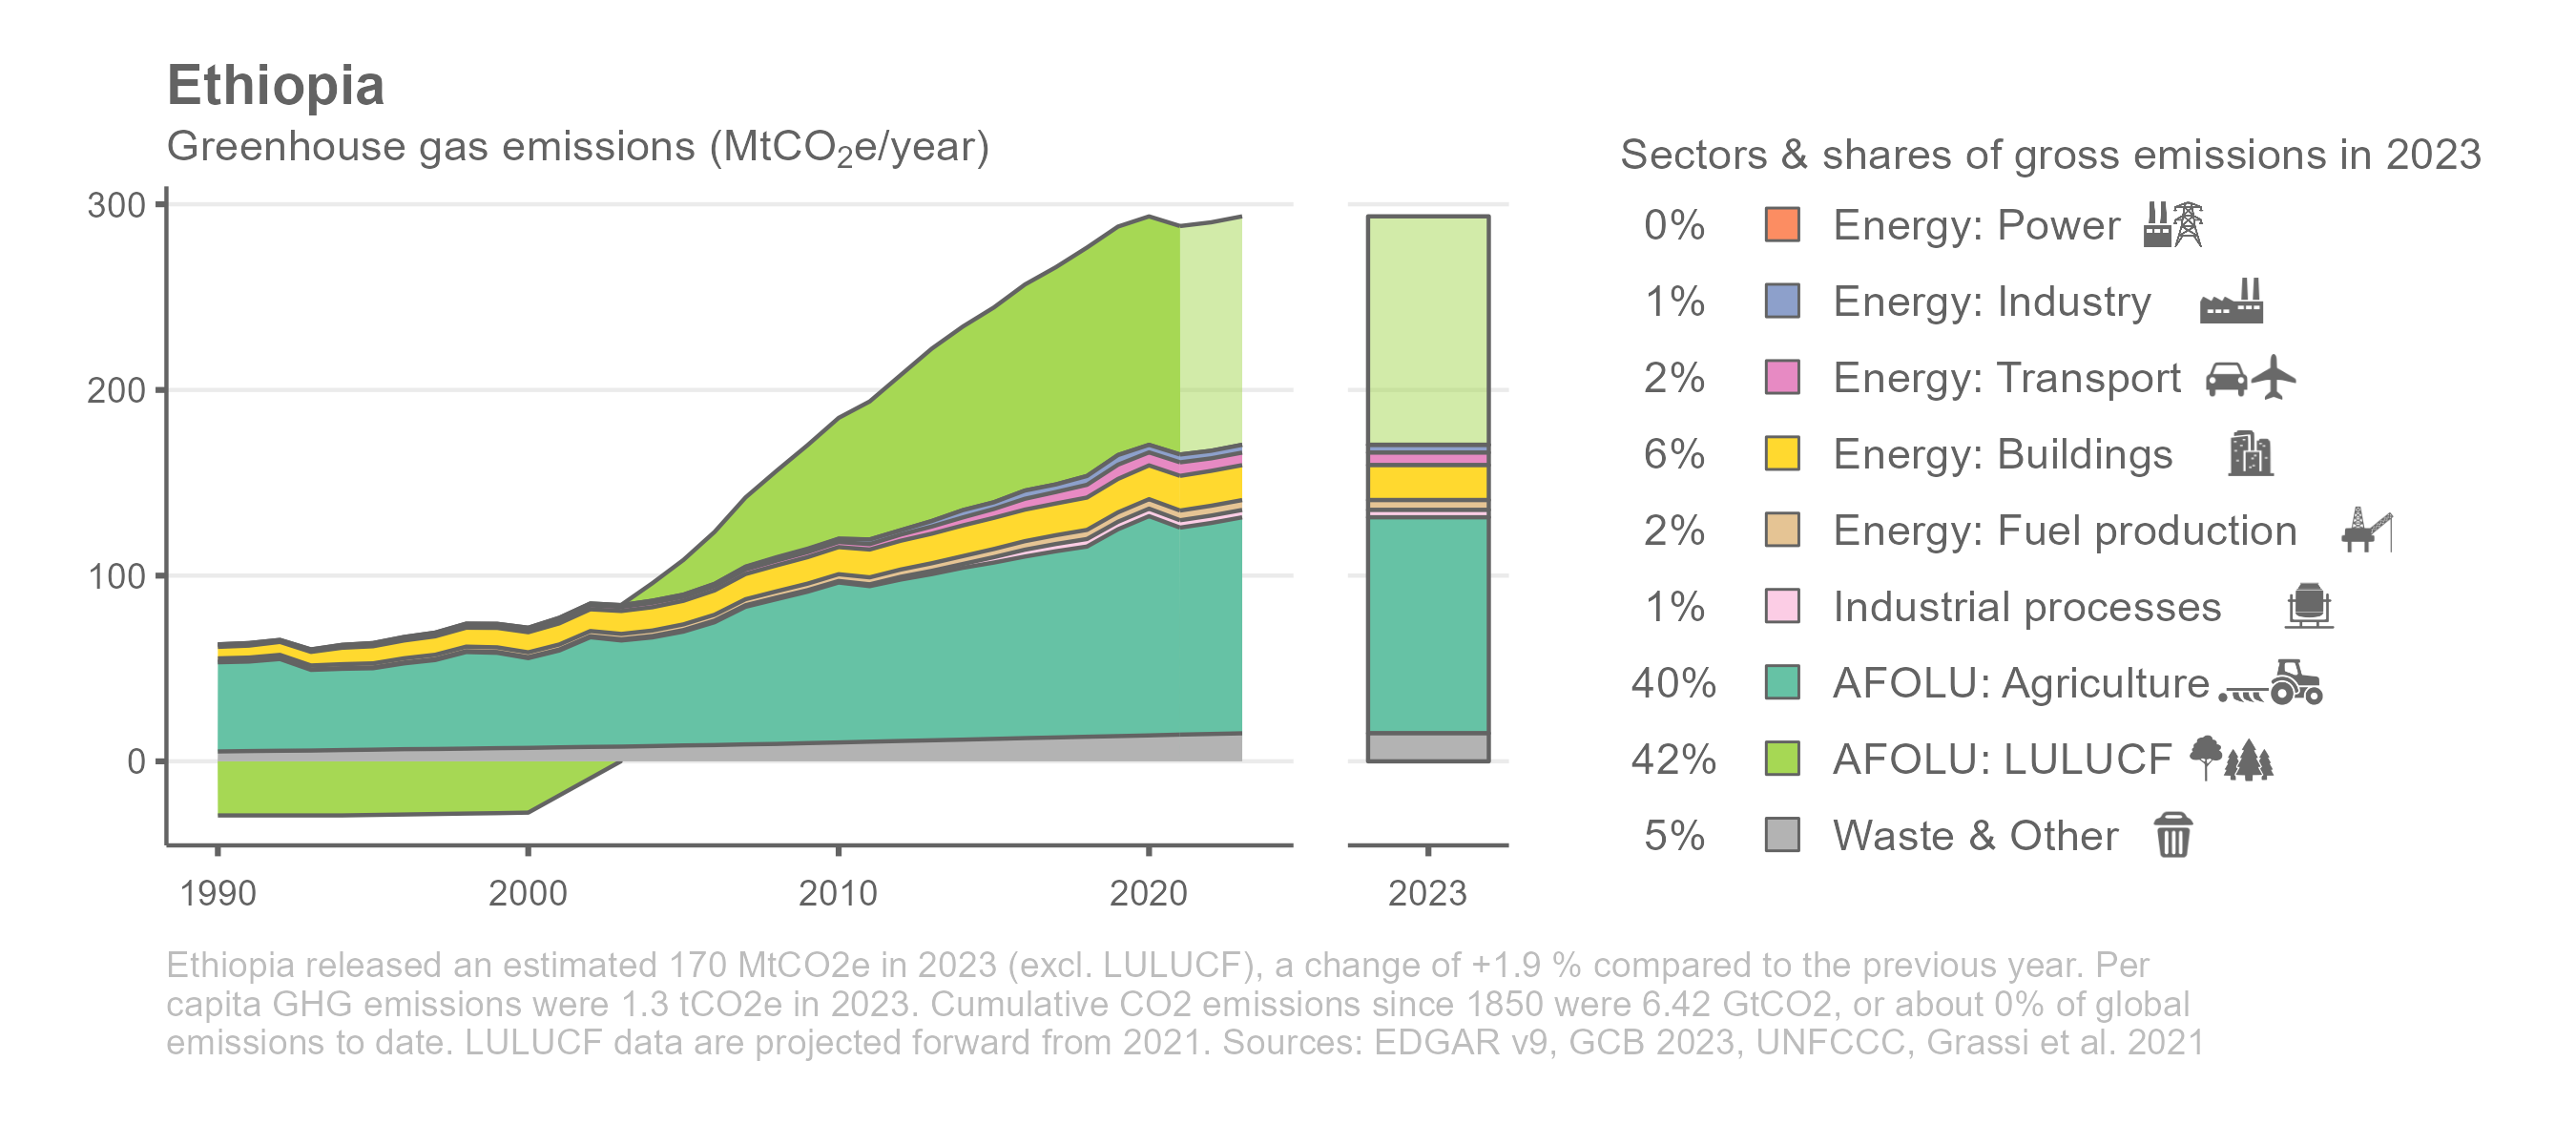 Ethiopia
Greenhouse gas emissions (MtCO₂e/year)
300
200
100
0
1990 2000 2010 2020 2023
Sectors & shares of gross emissions in 2023
0% Energy: Power
1% Energy: Industry
2% Energy: Transport
6% Energy: Buildings
2% Energy: Fuel production
1% Industrial processes
40% AFOLU: Agriculture
42% AFOLU: LULUCF
5% Waste & Other
Ethiopia released an estimated 170 MtCO2e in 2023 (excl. LULUCF), a change of +1.9 % compared to the previous year. Per
capita GHG emissions were 1.3 tCO2e in 2023. Cumulative CO2 emissions since 1850 were 6.42 GtCO2, or about 0% of global
emissions to date. LULUCF data are projected forward from 2021. Sources: EDGAR v9, GCB 2023, UNFCCC, Grassi et al. 2021